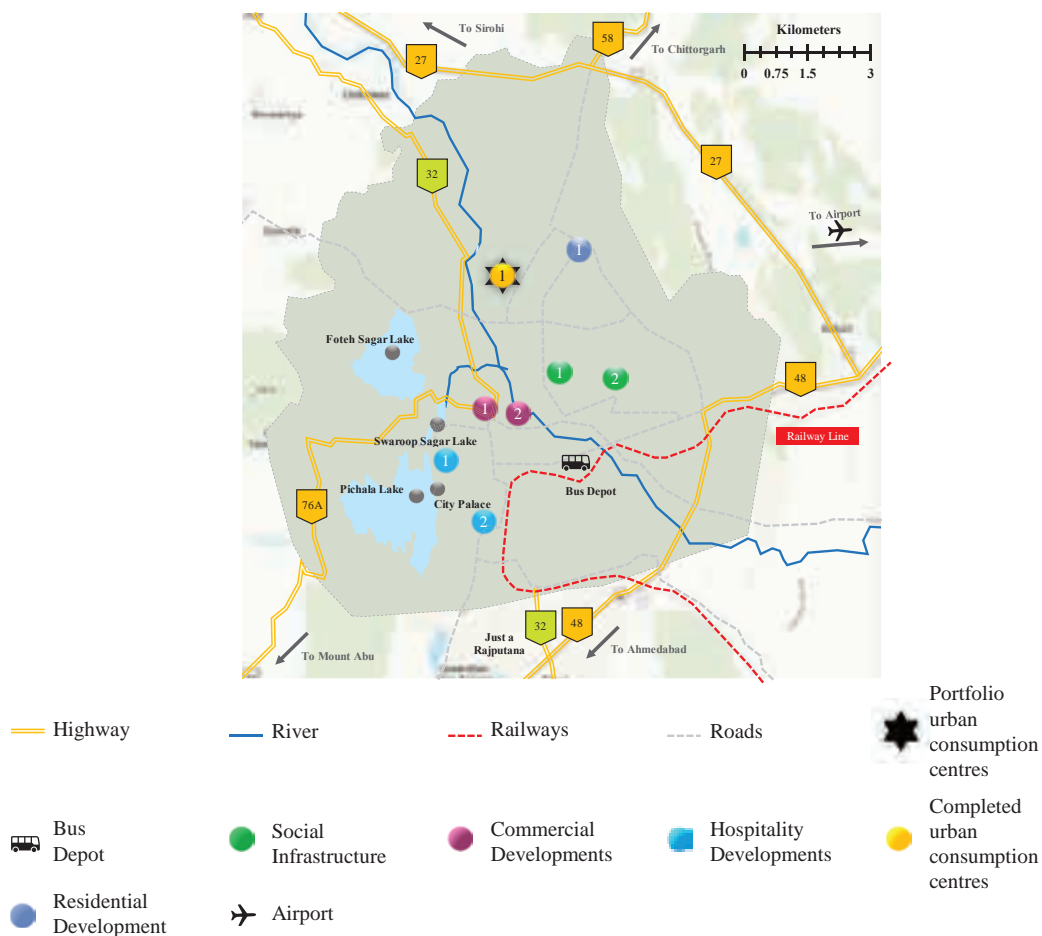 To Sirohi
58
Kilometers
To Chittorgarh
27
0 0.75 1.5 3
32
27
To Airport
1
1
Foteh Sagar Lake
1
2
48
1
2
Railway Line
Swaroop Sagar Lake
1
Bus Depot
Pichala Lake
City Palace
76A
2
32
48
Just a
Rajputana
To Mount Abu
To Ahmedabad
Highway
River
Railways
Roads
Portfolio
urban
consumption
centres
Bus
Depot
Social
Infrastructure
Commercial
Developments
Hospitality
Developments
Completed
urban
consumption
centres
Residential
Development
Airport